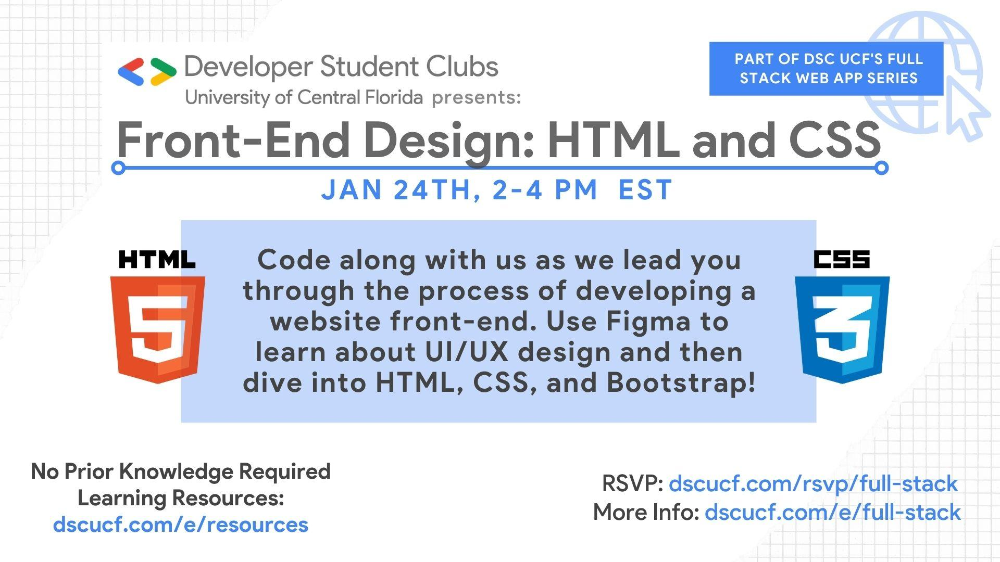 Developer Student Clubs
University of Central Florida presents:
PART OF DSC UCF'S FULL
STACK WEB APP SERIES
Front-End Design: HTML and CSS
JAN 24TH, 2-4 PM EST
HTML
5
Code along with us as we lead you
through the process of developing a
website front-end. Use Figma to
learn about UI/UX design and then
dive into HTML, CSS, and Bootstrap!
CSS
3
No Prior Knowledge Required
Learning Resources:
dscucf.com/e/resources
RSVP: dscucf.com/rsvp/full-stack
More Info: dscucf.com/e/full-stack